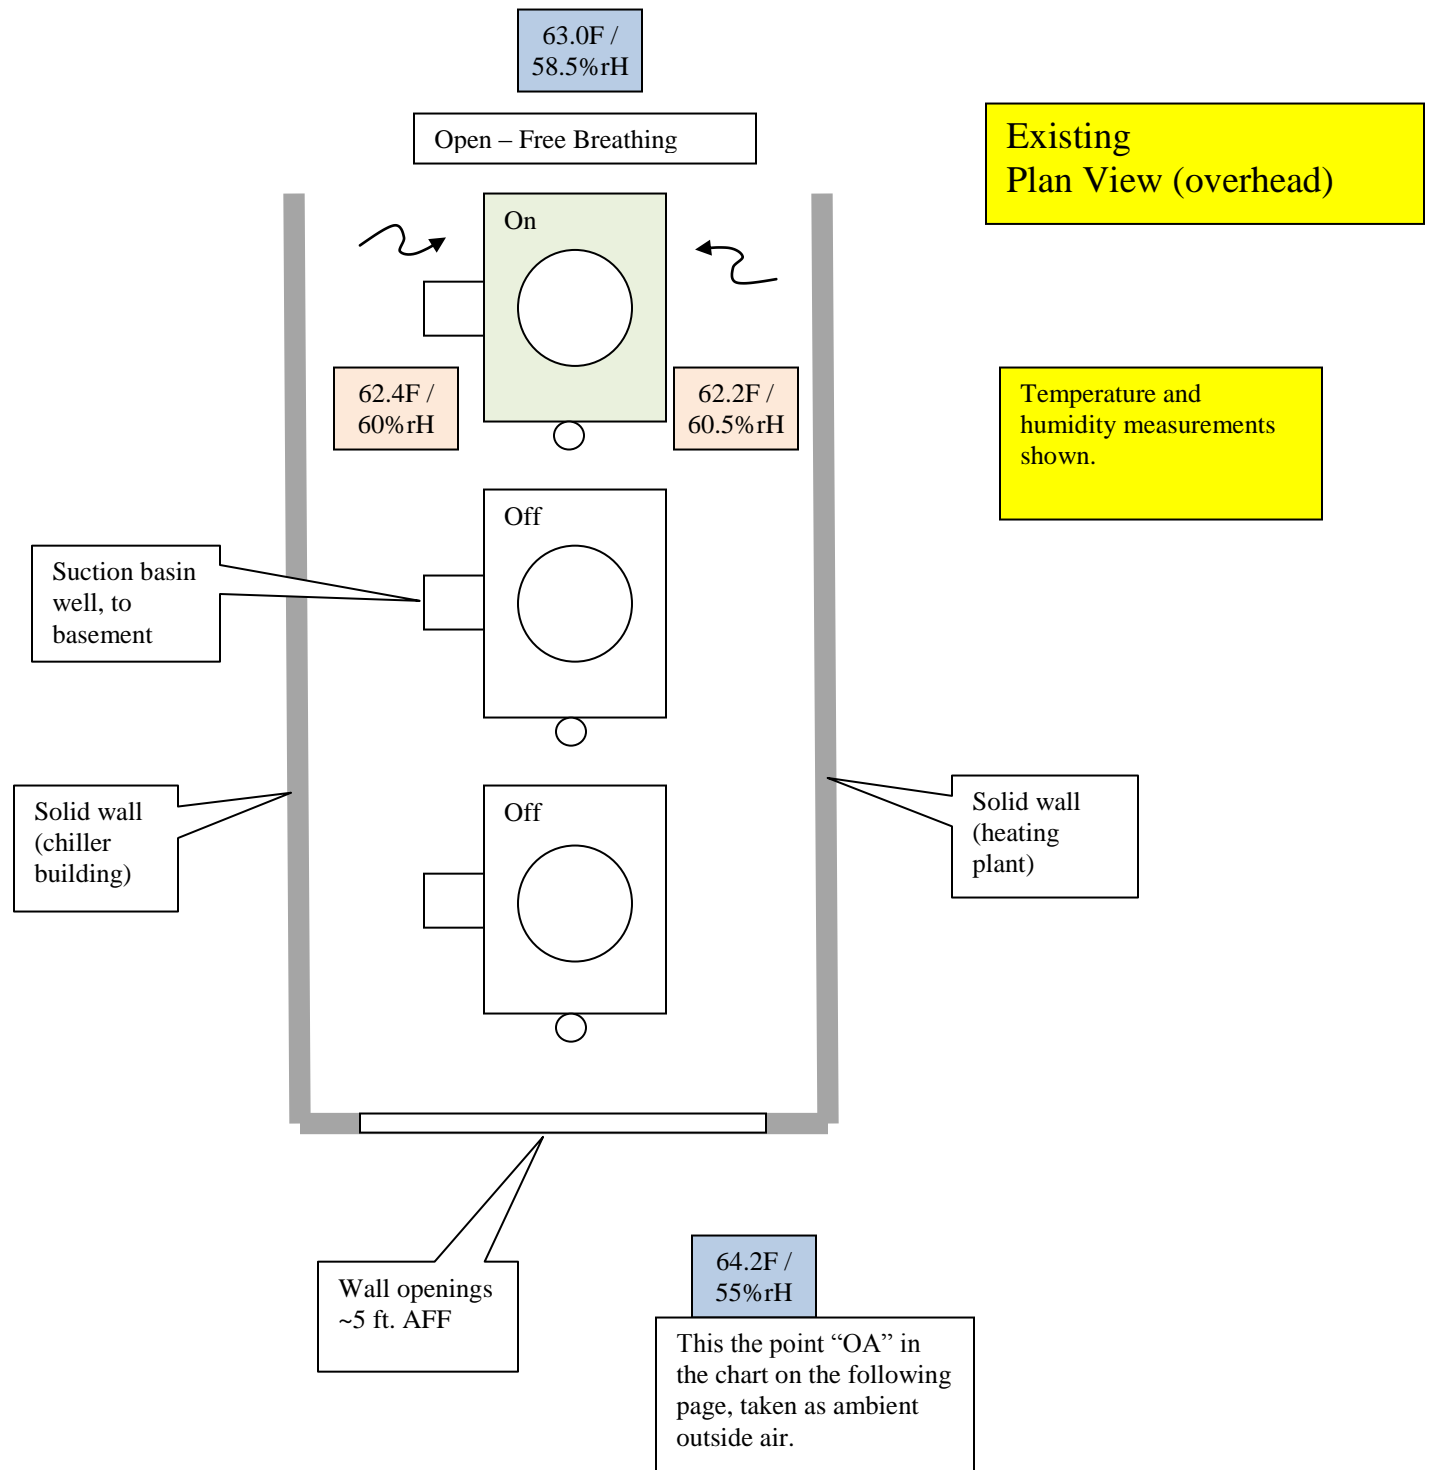 63.0F /
58.5%rH
Open – Free Breathing
Existing
Plan View (overhead)
On
62.4F /
60%rH
62.2F /
60.5%rH
Temperature and
humidity measurements
shown.
Off
Suction basin
well, to
basement
Solid wall
(chiller
building)
Off
Solid wall
(heating
plant)
Wall openings
~5 ft. AFF
64.2F /
55%rH
This the point “OA” in
the chart on the following
page, taken as ambient
outside air.